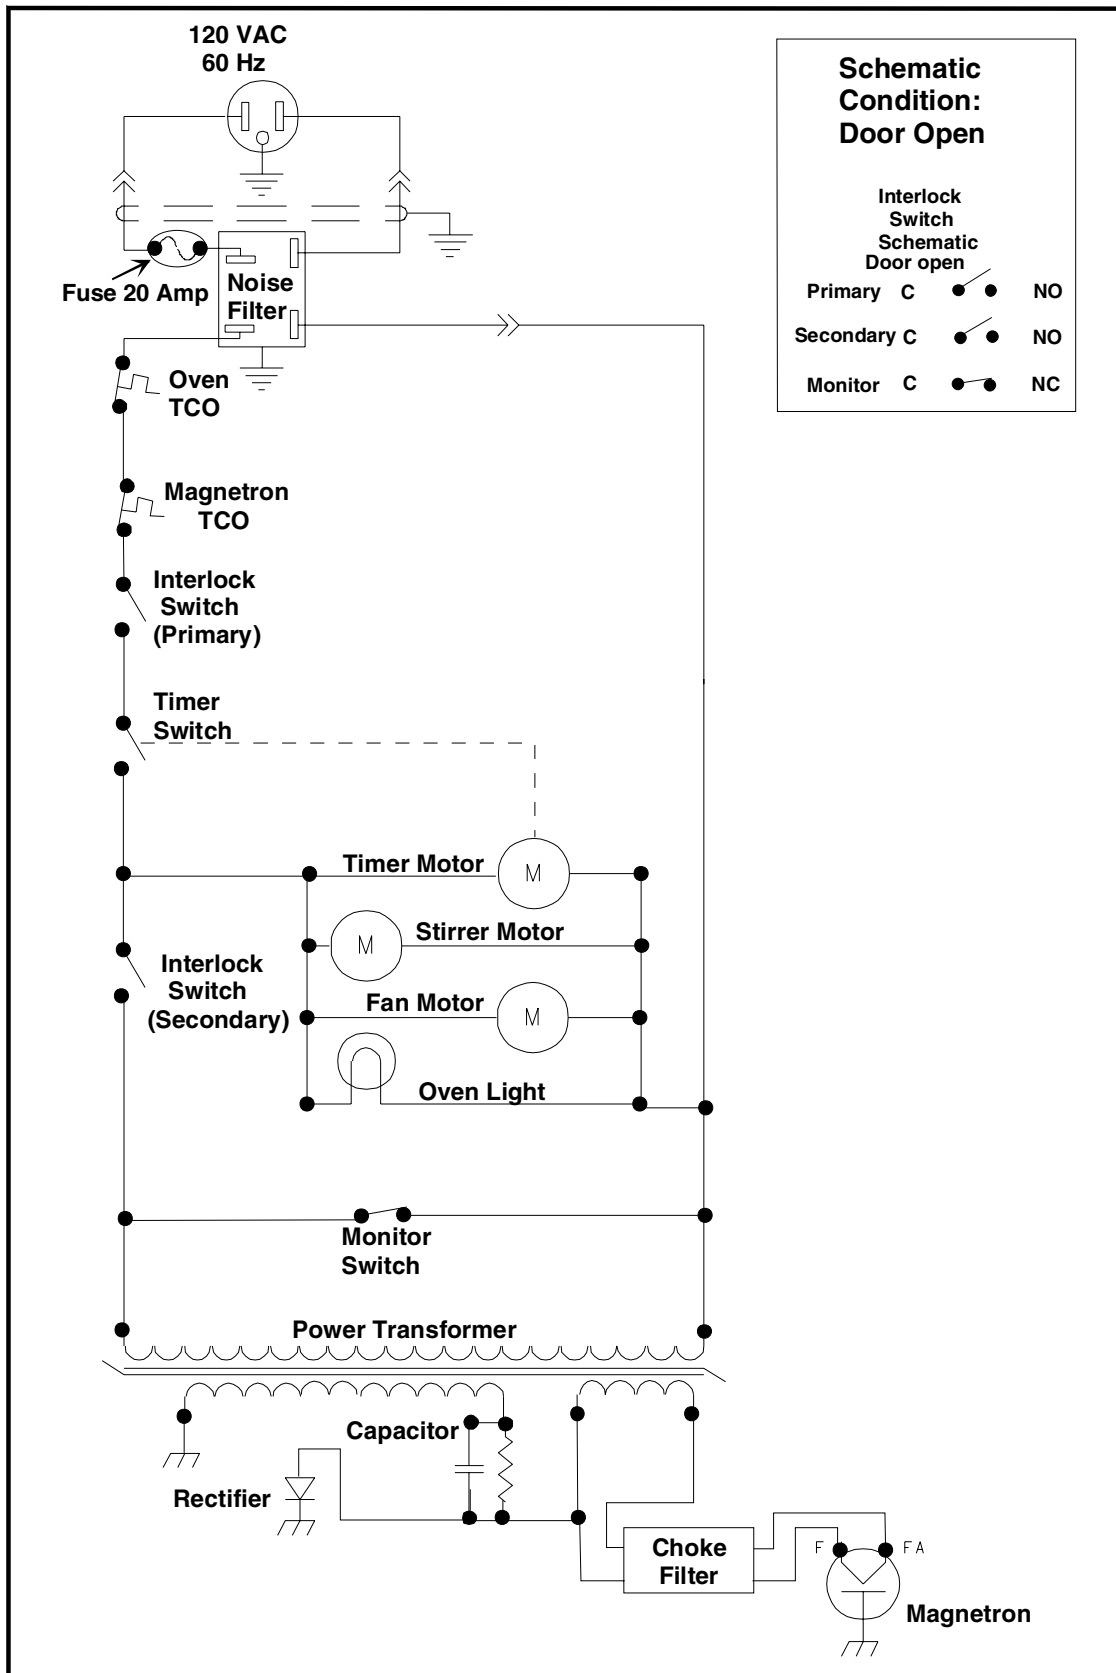 120 VAC
60 Hz
Schematic
Condition:
Door Open
Interlock
Switch
Schematic
Door open
Primary C NO
Secondary C NO
Monitor C NC
Fuse 20 Amp
Noise
Filter
Oven
TCO
Magnetron
TCO
Interlock
Switch
(Primary)
Timer
Switch
Timer Motor
M
Stirrer Motor
M
Interlock
Switch
(Secondary)
Fan Motor
M
Oven Light
Monitor
Switch
Power Transformer
Capacitor
Rectifier
Choke
Filter
F FA
Magnetron